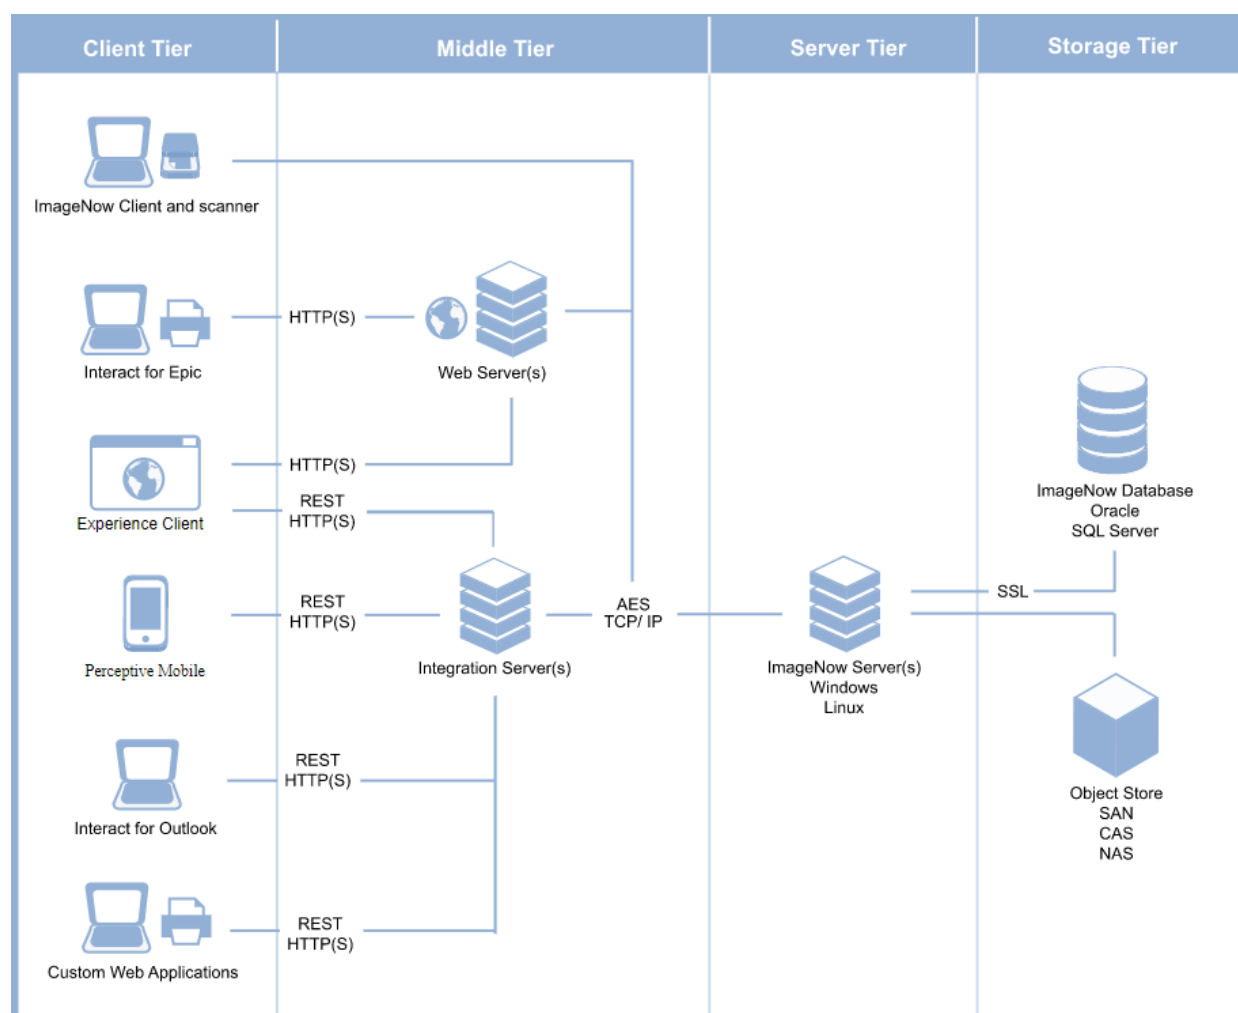 Client Tier
Middle Tier
Server Tier
Storage Tier
ImageNow Client and scanner
HTTP(S)
Interact for Epic
Web Server(s)
HTTP(S)
Experience Client
REST
HTTP(S)
ImageNow Database
Oracle
SQL Server
REST
HTTP(S)
Perceptive Mobile
Integration Server(s)
AES
TCP/ IP
ImageNow Server(s)
Windows
Linux
SSL
REST
HTTP(S)
Interact for Outlook
Object Store
SAN
CAS
NAS
REST
HTTP(S)
Custom Web Applications